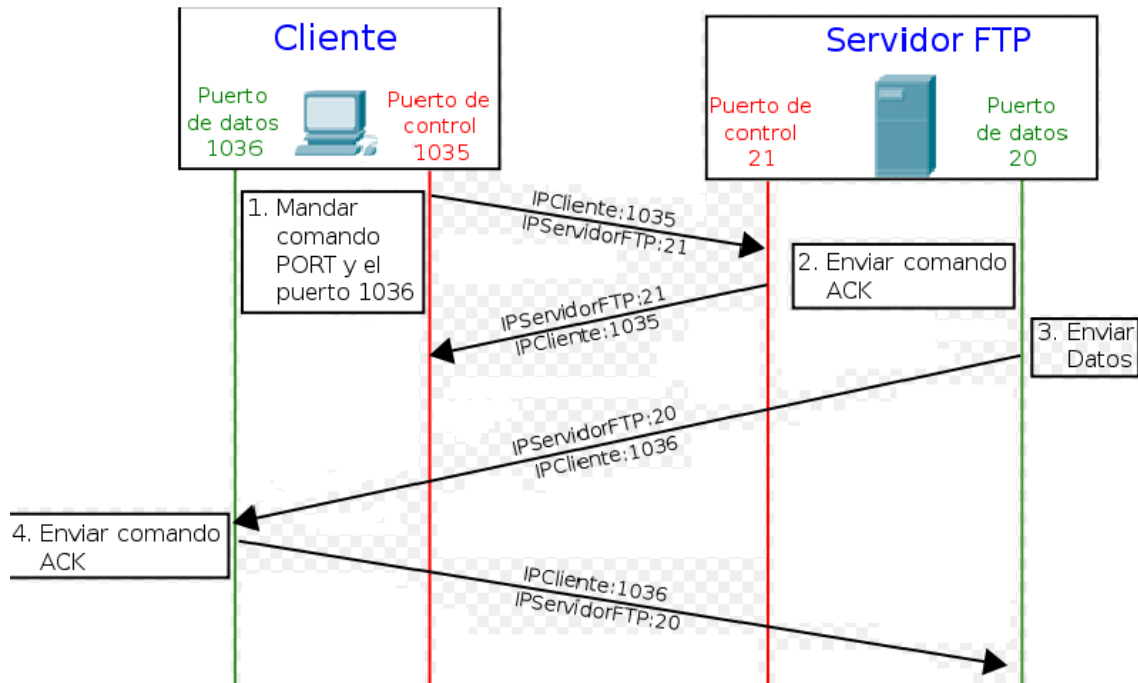 Cliente
Servidor FTP
Puerto
de datos
1036
Puerto de
control
1035
Puerto de
control
21
Puerto
de datos
20
1. Mandar
comando
PORT y el
puerto 1036
IPCliente:1035
IPServidorFTP:21
2. Enviar comando
ACK
IPServidorFTP:21
IPCliente:1035
3. Enviar
Datos
IPServidorFTP:20
IPCliente:1036
4. Enviar comando
ACK
IPCliente:1036
IPServidorFTP:20